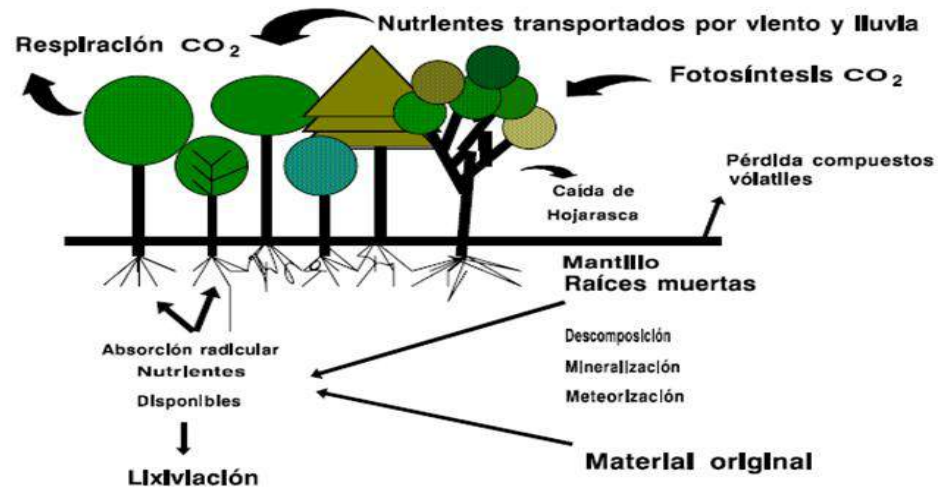 Nutrientes transportados por viento y lluvia
Respiración CO2
Fotosíntesis CO2
Pérdida compuestos
vólatiles
Caída de
Hojarasca
Mantillo
Raíces muertas
Absorción radicular
Nutrientes
Disponibles
Descomposición
Mineralización
Meteorización
Lixiviación
Material original